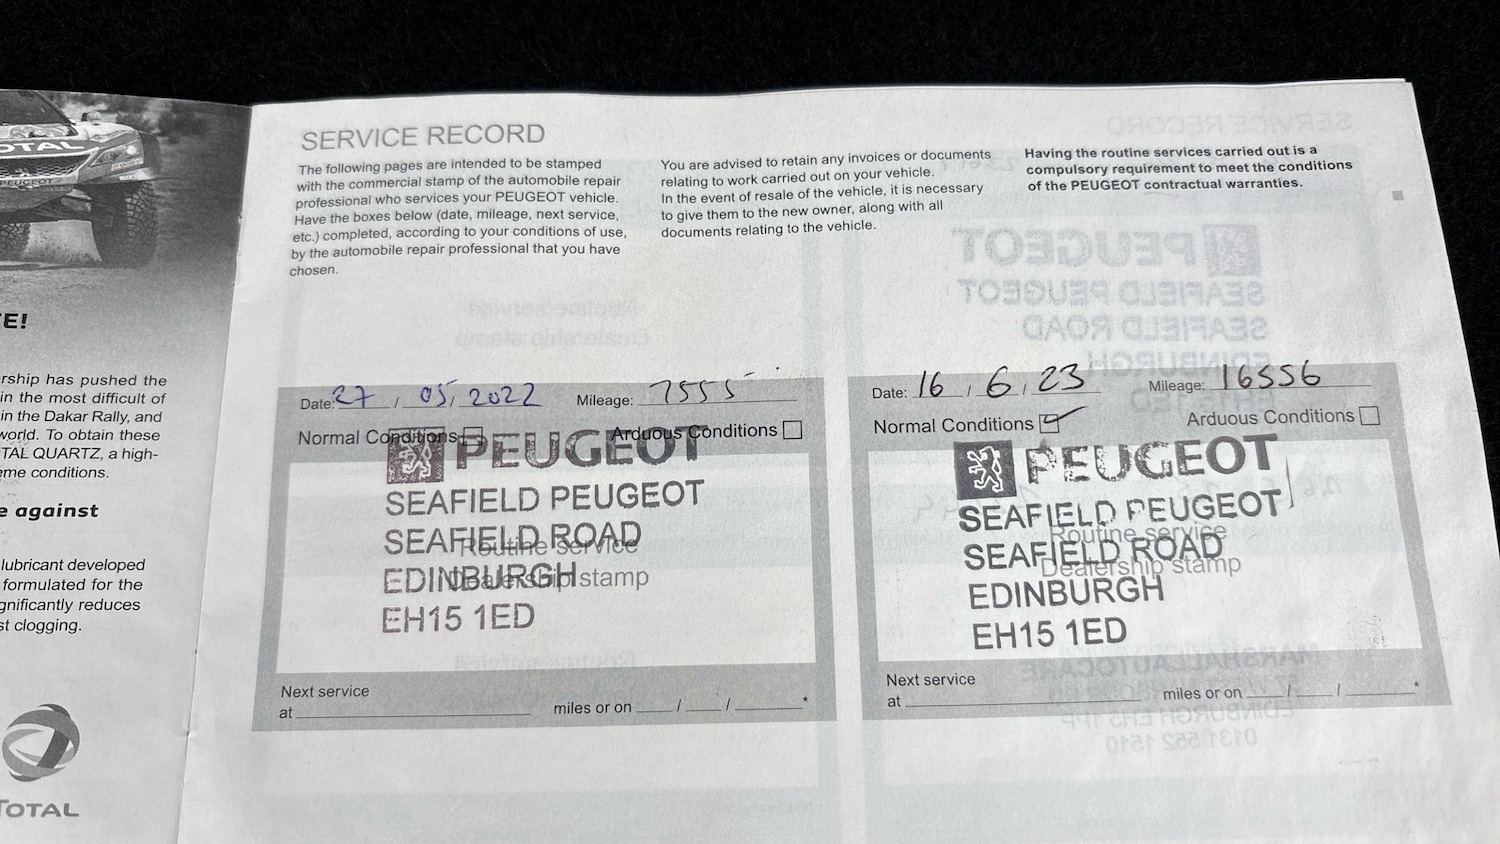 TOTAL
PEUGEOT
E!
rship has pushed the
in the most difficult of
in the Dakar Rally, and
world. To obtain these
TAL QUARTZ, a high-
eme conditions.
e against
lubricant developed
formulated for the
gnificantly reduces
st clogging.
TOTAL
SERVICE RECORD
The following pages are intended to be stamped
with the commercial stamp of the automobile repair
professional who services your PEUGEOT vehicle.
Have the boxes below (date, mileage, next service,
etc.) completed, according to your conditions of use,
by the automobile repair professional that you have
chosen.
You are advised to retain any invoices or documents
relating to work carried out on your vehicle.
In the event of resale of the vehicle, it is necessary
to give them to the new owner, along with all
documents relating to the vehicle.
Having the routine services carried out is a
compulsory requirement to meet the conditions
of the PEUGEOT contractual warranties.
Date: 27 / 05 / 2022 Mileage: 7555
Normal Conditions Arduous Conditions
PEUGEOT
SEAFIELD PEUGEOT
SEAFIELD ROAD
Routine service
EDINBURGH
Dealership stamp
EH15 1ED
Next service
at miles or on / / *
Date: 16 / 6 / 23 Mileage: 16556
Normal Conditions Arduous Conditions
PEUGEOT
SEAFIELD PEUGEOT
Routine service
SEAFIELD ROAD
Dealership stamp
EDINBURGH
EH15 1ED
Next service
at miles or on / / *